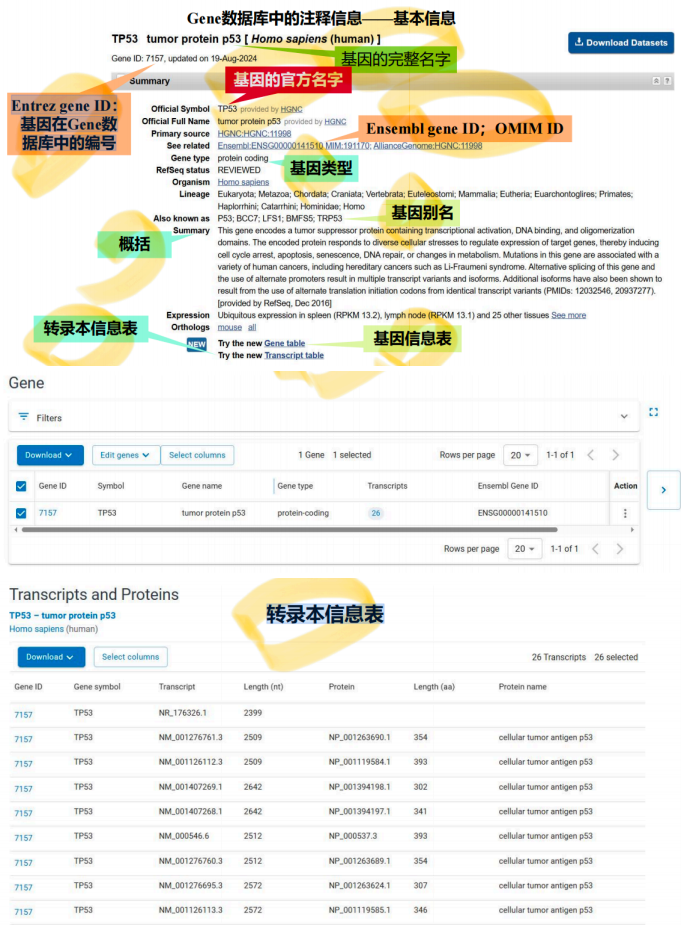 Gene数据库中的注释信息——基本信息
TP53 tumor protein p53 [ Homo sapiens (human) ]
Download Datasets
Gene ID: 7157, updated on 19-Aug-2024
基因的完整名字
Summary
基因的官方名字
Entrez gene ID:
基因在Gene数
据库中的编号
Official Symbol TP53 provided by HGNC
Official Full Name tumor protein p53 provided by HGNC
Primary source HGNC:HGNC:11998
Ensembl gene ID；OMIM ID
See related Ensembl:ENSG00000141510 MIM:191170; AllianceGenome:HGNC:11998
Gene type protein coding
基因类型
RefSeq status REVIEWED
Organism Homo sapiens
Lineage Eukaryota; Metazoa; Chordata; Craniata; Vertebrata; Euteleostomi; Mammalia; Eutheria; Euarchontoglires; Primates;
Haplorrhini; Catarrhini; Hominidae; Homo
基因别名
Also known as P53; BCC7; LFS1; BMFS5; TRP53
概括
Summary This gene encodes a tumor suppressor protein containing transcriptional activation, DNA binding, and oligomerization
domains. The encoded protein responds to diverse cellular stresses to regulate expression of target genes, thereby inducing
cell cycle arrest, apoptosis, senescence, DNA repair, or changes in metabolism. Mutations in this gene are associated with a
variety of human cancers, including hereditary cancers such as Li-Fraumeni syndrome. Alternative splicing of this gene and
the use of alternate promoters result in multiple transcript variants and isoforms. Additional isoforms have also been shown to
result from the use of alternate translation initiation codons from identical transcript variants (PMIDs: 12032546, 20937277).
[provided by RefSeq, Dec 2016]
Expression Ubiquitous expression in spleen (RPKM 13.2), lymph node (RPKM 13.1) and 25 other tissues See more
Orthologs mouse all
转录本信息表
基因信息表
NEW Try the new Gene table
Try the new Transcript table
Gene
Filters
Download Edit genes Select columns 1 Gene 1 selected Rows per page 20 1-1 of 1
Gene ID Symbol Gene name Gene type Transcripts Ensembl Gene ID Action
7157 TP53 tumor protein p53 protein-coding 26 ENSG00000141510
Rows per page 20 1-1 of 1
Transcripts and Proteins
TP53 – tumor protein p53
Homo sapiens (human)
转录本信息表
Download Select columns 26 Transcripts 26 selected
Gene ID Gene symbol Transcript Length (nt) Protein Length (aa) Protein name
7157 TP53 NR_176326.1 2399
7157 TP53 NM_001276761.3 2509 NP_001263690.1 354 cellular tumor antigen p53
7157 TP53 NM_001126112.3 2509 NP_001119584.1 393 cellular tumor antigen p53
7157 TP53 NM_001407269.1 2642 NP_001394198.1 302 cellular tumor antigen p53
7157 TP53 NM_001407268.1 2642 NP_001394197.1 341 cellular tumor antigen p53
7157 TP53 NM_000546.6 2512 NP_000537.3 393 cellular tumor antigen p53
7157 TP53 NM_001276760.3 2512 NP_001263689.1 354 cellular tumor antigen p53
7157 TP53 NM_001276695.3 2572 NP_001263624.1 307 cellular tumor antigen p53
7157 TP53 NM_001126113.3 2572 NP_001119585.1 346 cellular tumor antigen p53